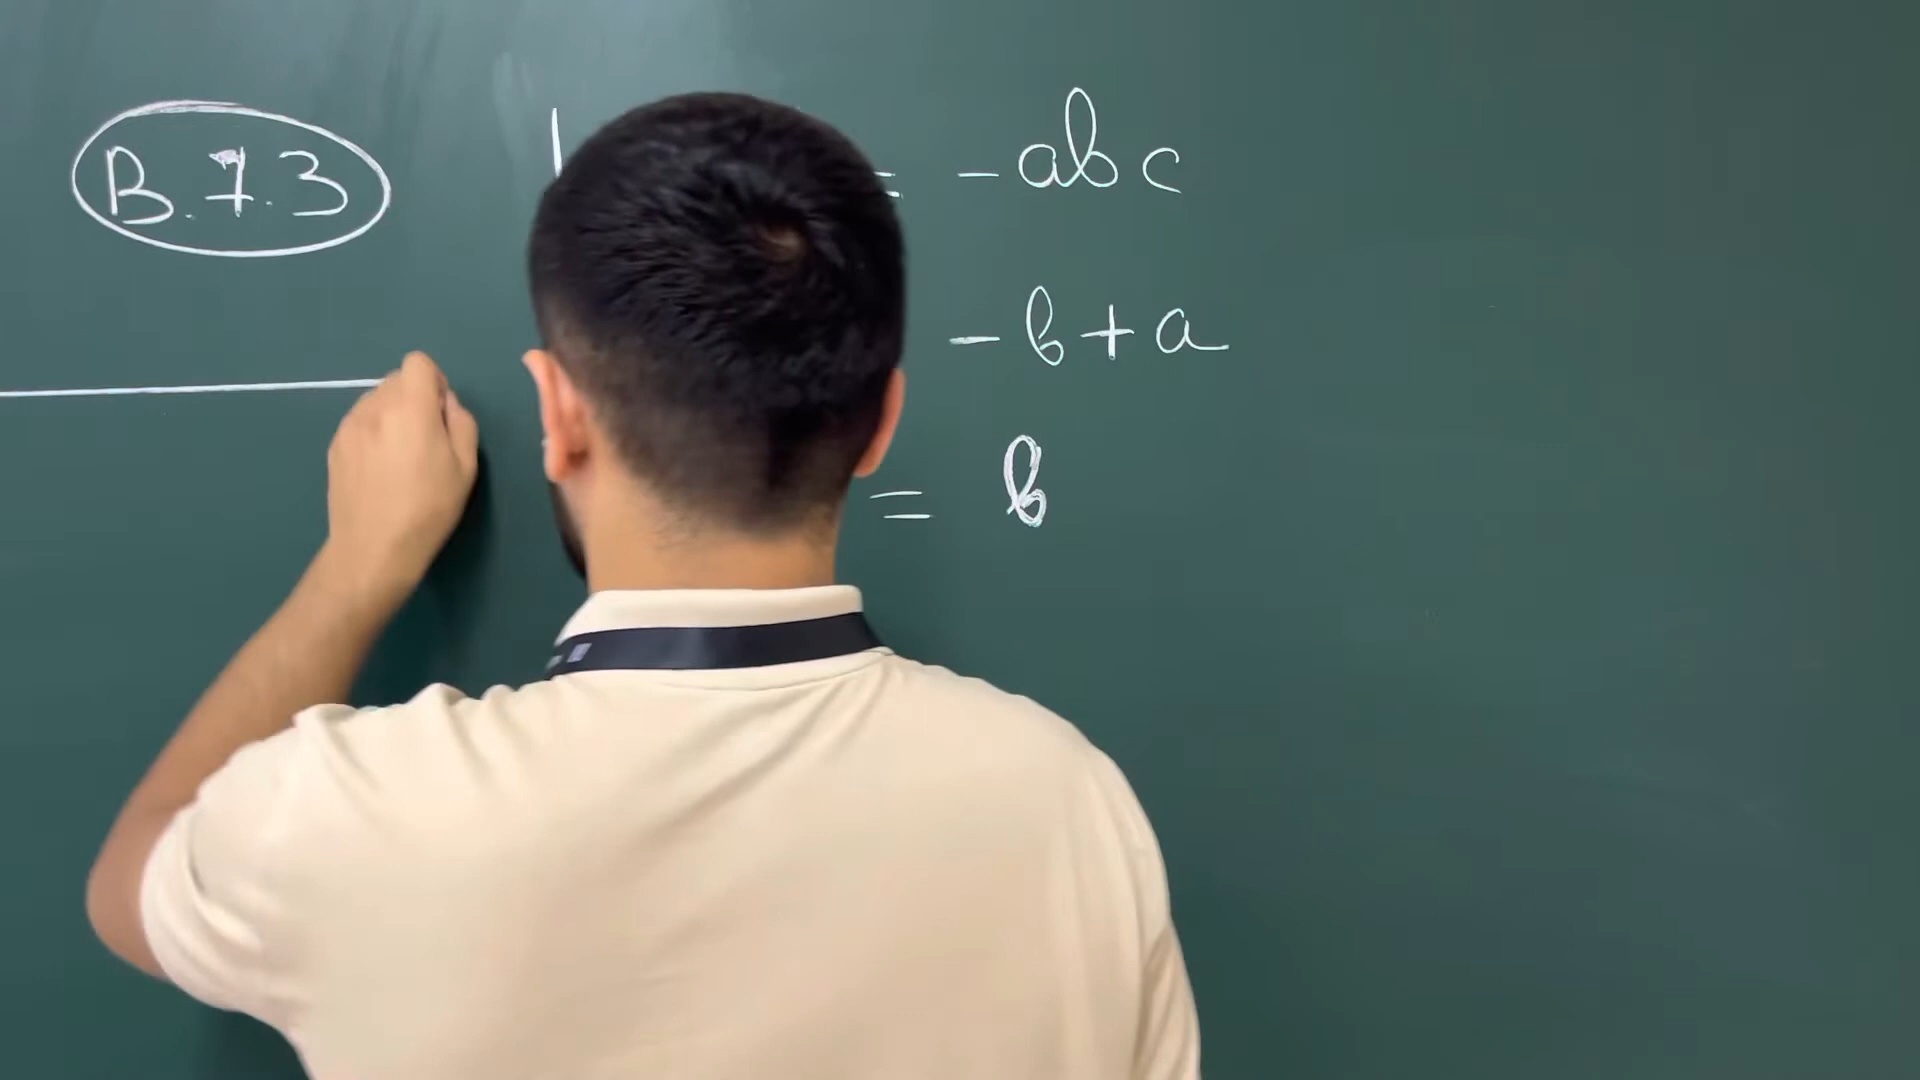 B.7.3
= -abc
-b+a
= b